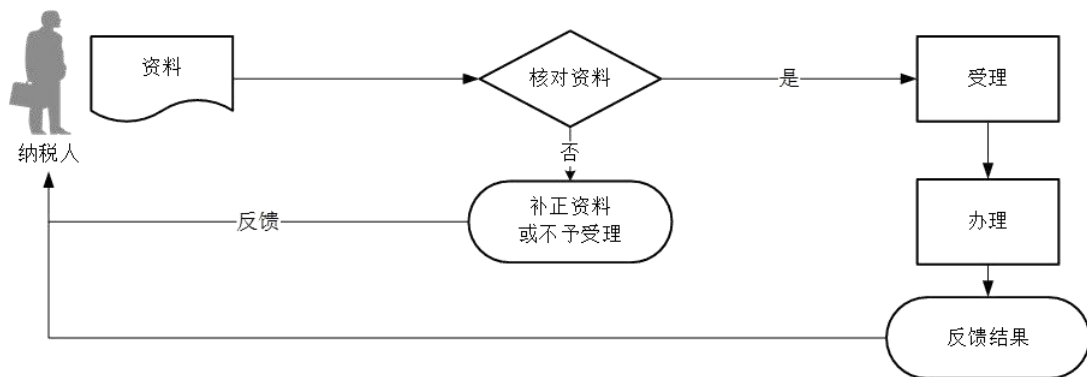 资料
核对资料
是
受理
纳税人
否
补正资料
或不予受理
反馈
办理
反馈结果